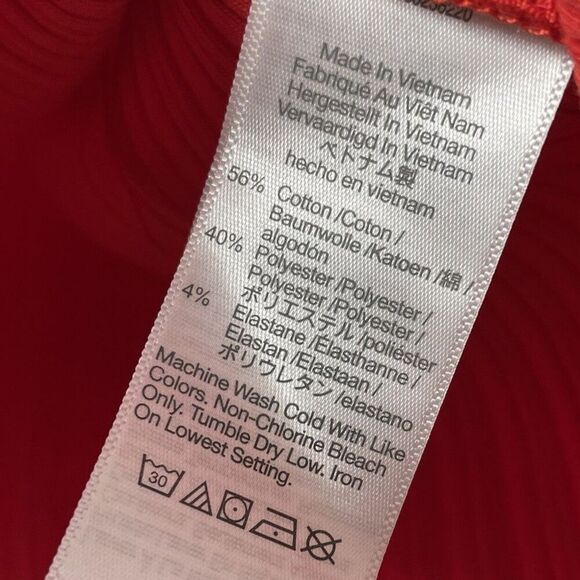 Made In Vietnam
Fabriqué Au Viêt Nam
Hergestellt In Vietnam
Vervaardigd In Vietnam
ベトナム製
hecho en vietnam
56% Cotton /Coton /
Baumwolle /Katoen /綿 /
algodón
40% Polyester /Polyester /
Polyester /Polyester /
ポリエステル /poliéster
4% Elastane /Elasthanne /
Elastan /Elastaan /
ポリウレタン /elastano
Machine Wash Cold With Like
Colors. Non-Chlorine Bleach
Only. Tumble Dry Low. Iron
On Lowest Setting.
30